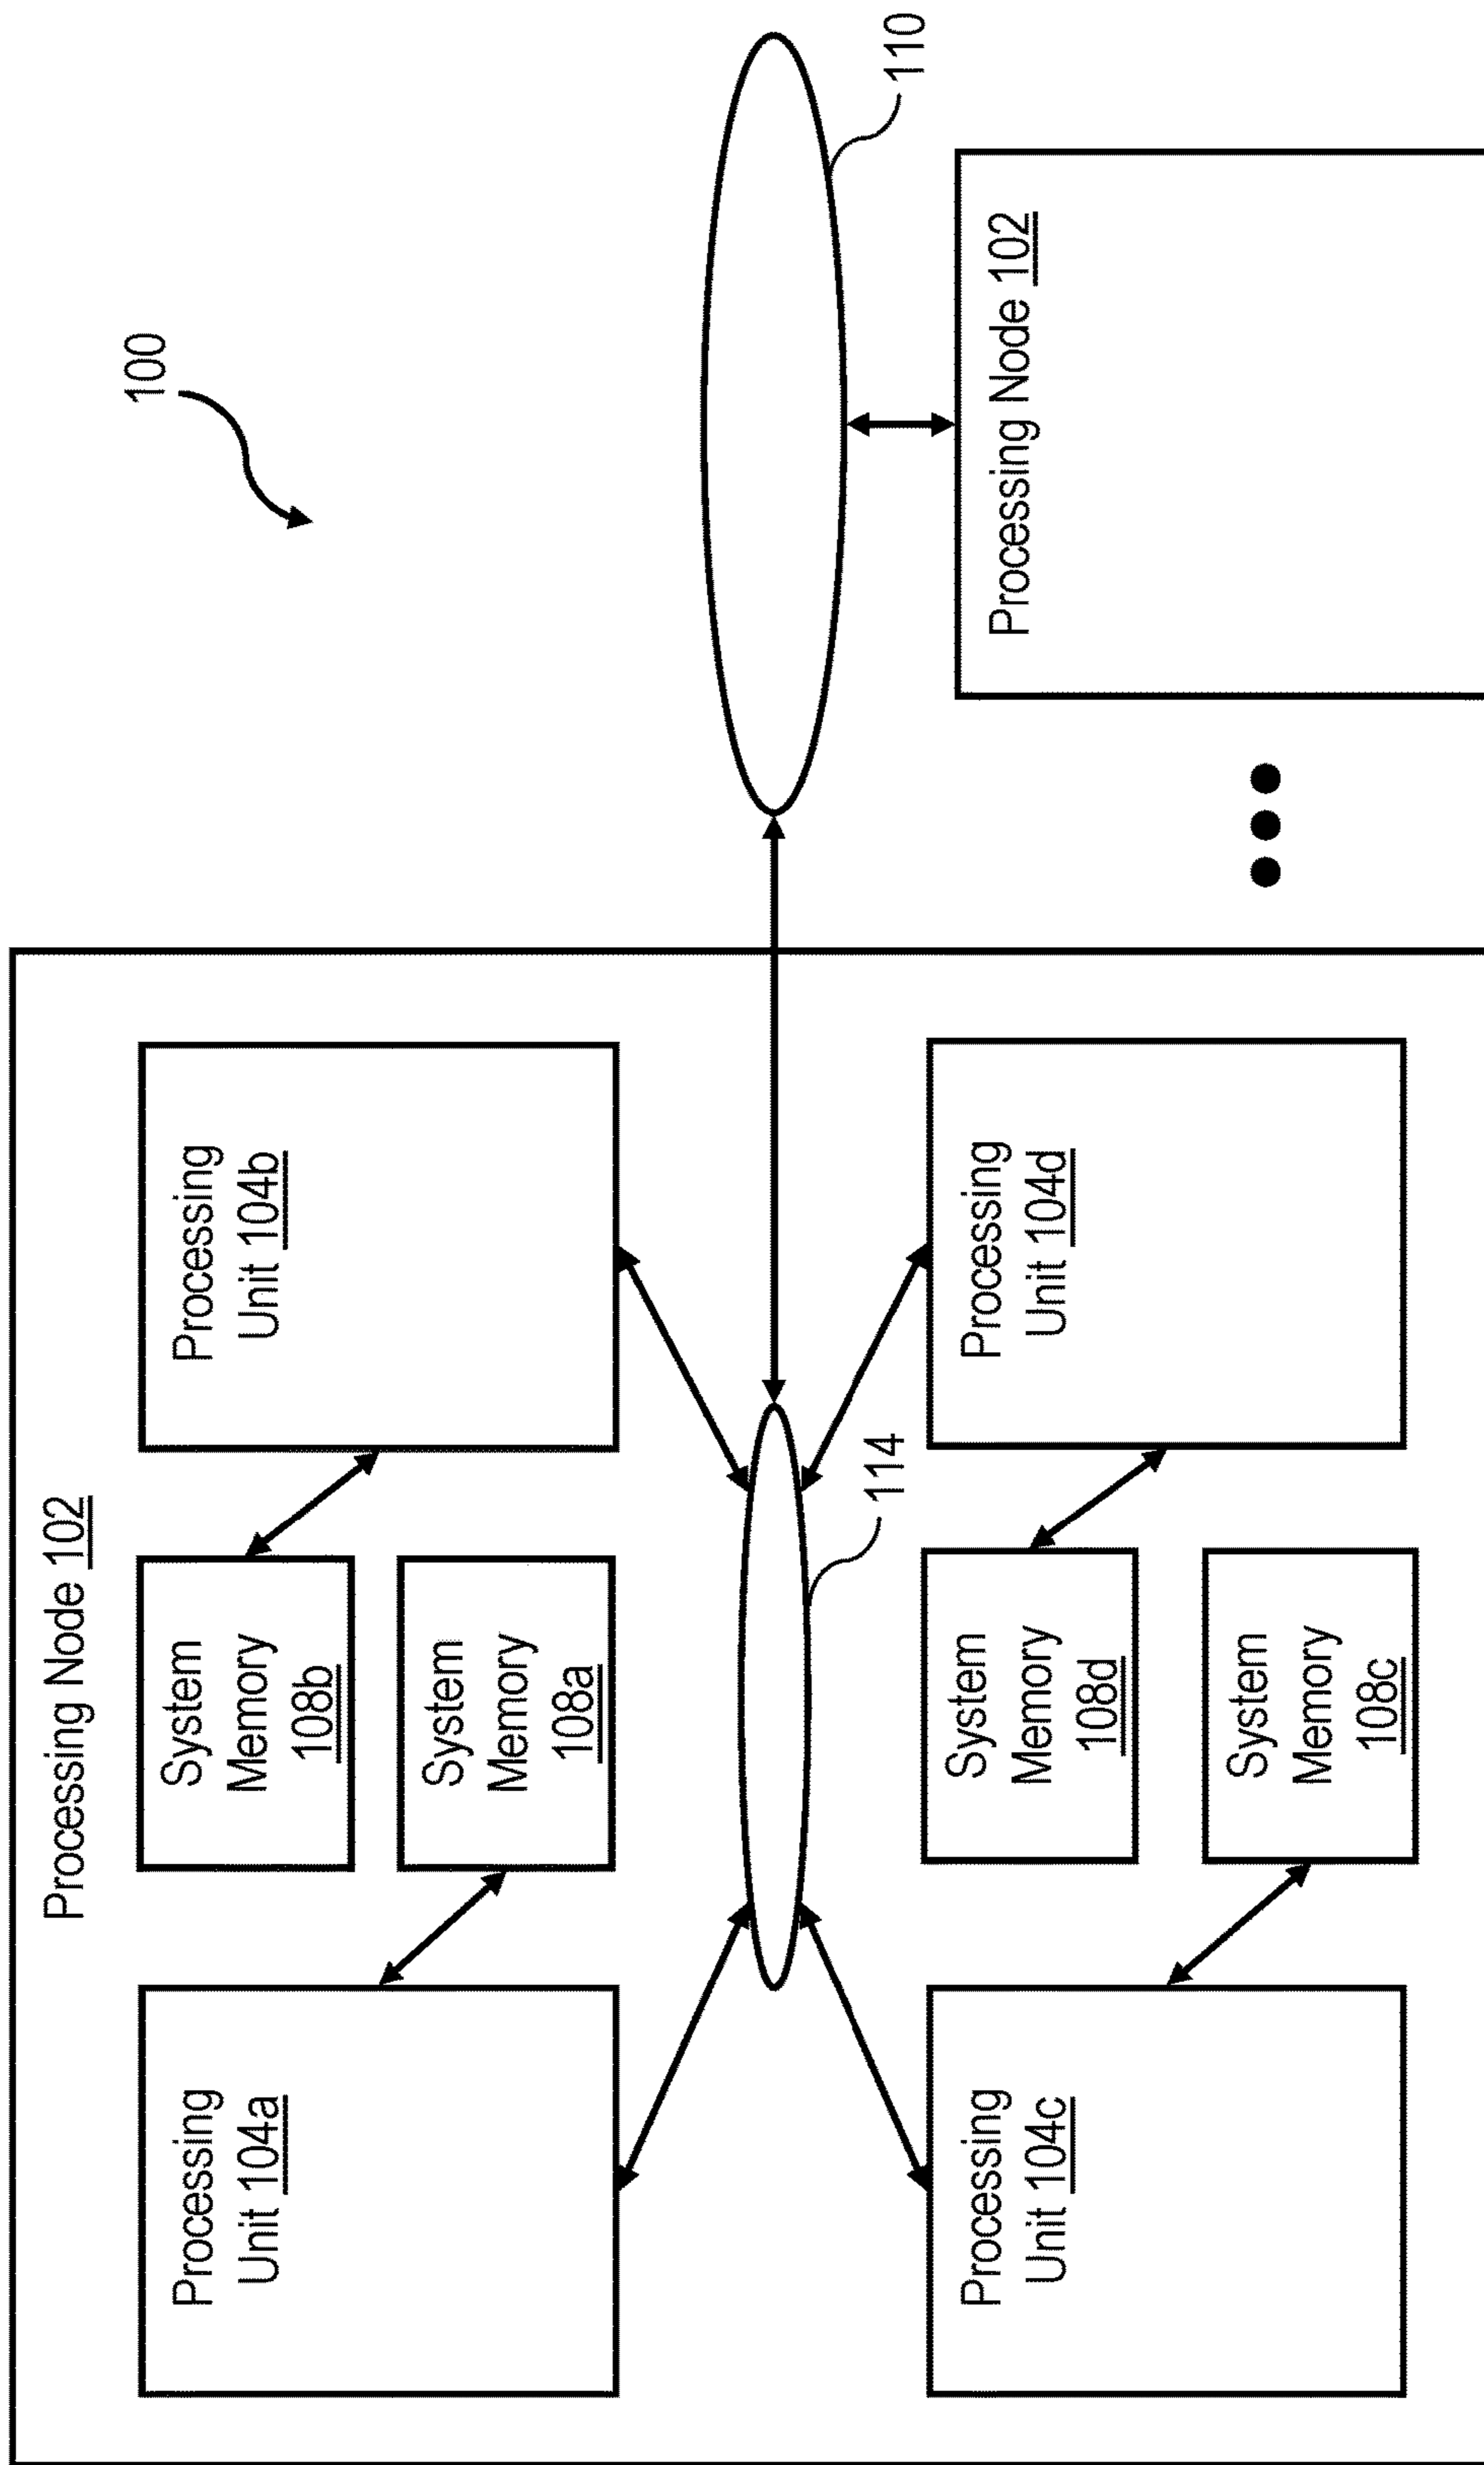 100
Processing Node 102
Processing
Unit 104a
System
Memory
108b
System
Memory
108a
Processing
Unit 104b
114
110
Processing
Unit 104c
System
Memory
108d
System
Memory
108c
Processing
Unit 104d
Processing Node 102